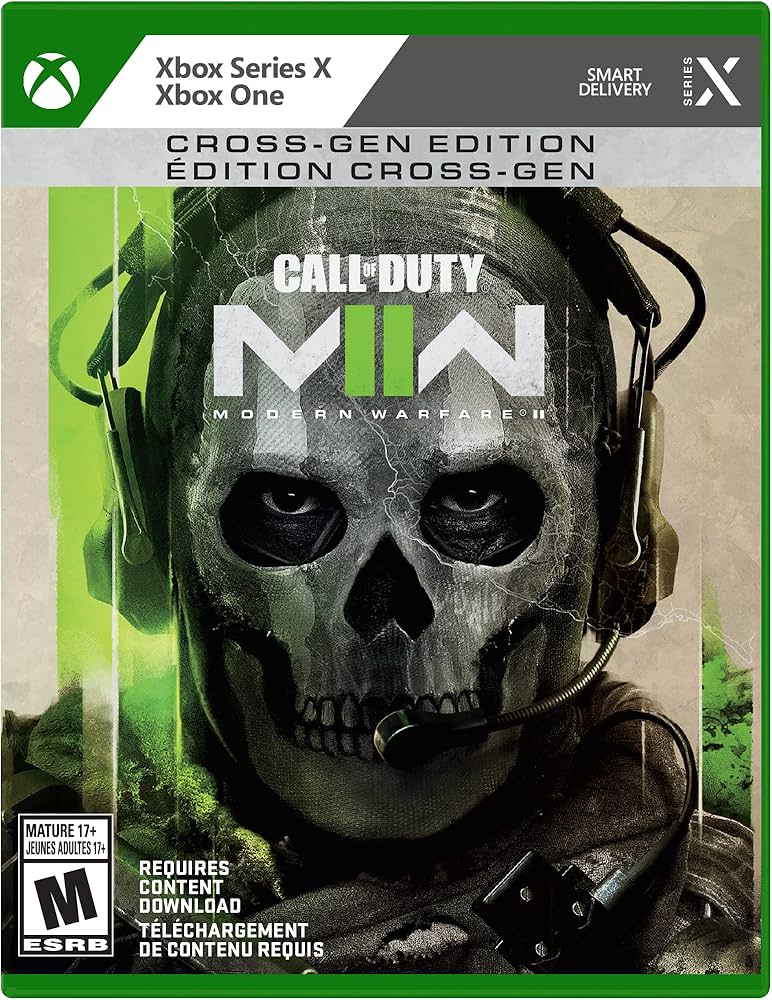 Xbox Series X
Xbox One
SMART
DELIVERY
SERIES X
CROSS-GEN EDITION
ÉDITION CROSS-GEN
CALL OF DUTY
MIIW
MODERN WARFARE® II
MATURE 17+
JEUNES ADULTES 17+
M
ESRB
REQUIRES
CONTENT
DOWNLOAD
TÉLÉCHARGEMENT
DE CONTENU REQUIS